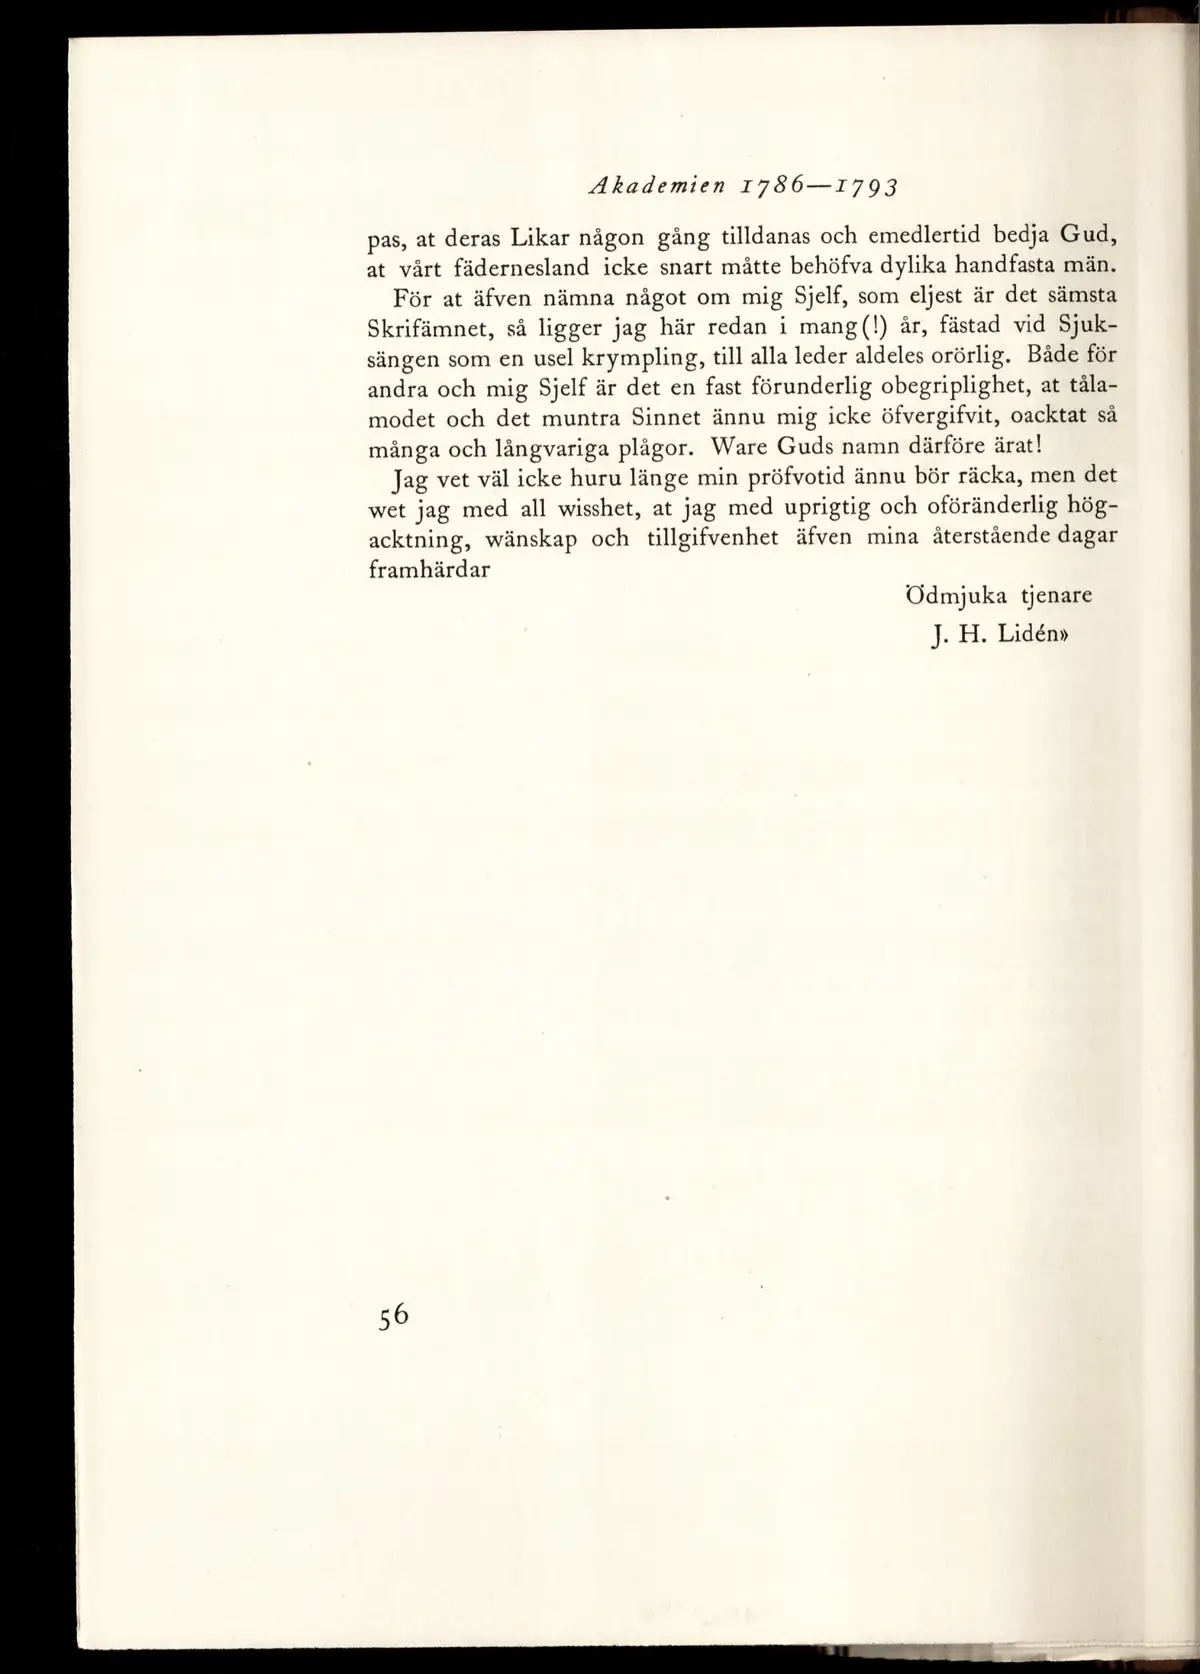 Akademien 1786—1793
pas, at deras Likar någon gång tilldanas och emedlertid bedja Gud,
at vårt fädernesland icke snart måtte behöfva dylika handfasta män.
För at äfven nämna något om mig Sjelf, som eljest är det sämsta
Skrifämnet, så ligger jag här redan i mang(!) år, fästad vid Sjuk-
sängen som en usel krympling, till alla leder aldeles orörlig. Både för
andra och mig Sjelf är det en fast förunderlig obegriplighet, at tåla-
modet och det muntra Sinnet ännu mig icke öfvergifvit, oacktat så
många och långvariga plågor. Ware Guds namn därföre ärat!
Jag vet väl icke huru länge min pröfvotid ännu bör räcka, men det
wet jag med all wisshet, at jag med uprigtig och oföränderlig hög-
acktning, wänskap och tillgifvenhet äfven mina återstående dagar
framhärdar
Ödmjuka tjenare
J. H. Lidén»
56